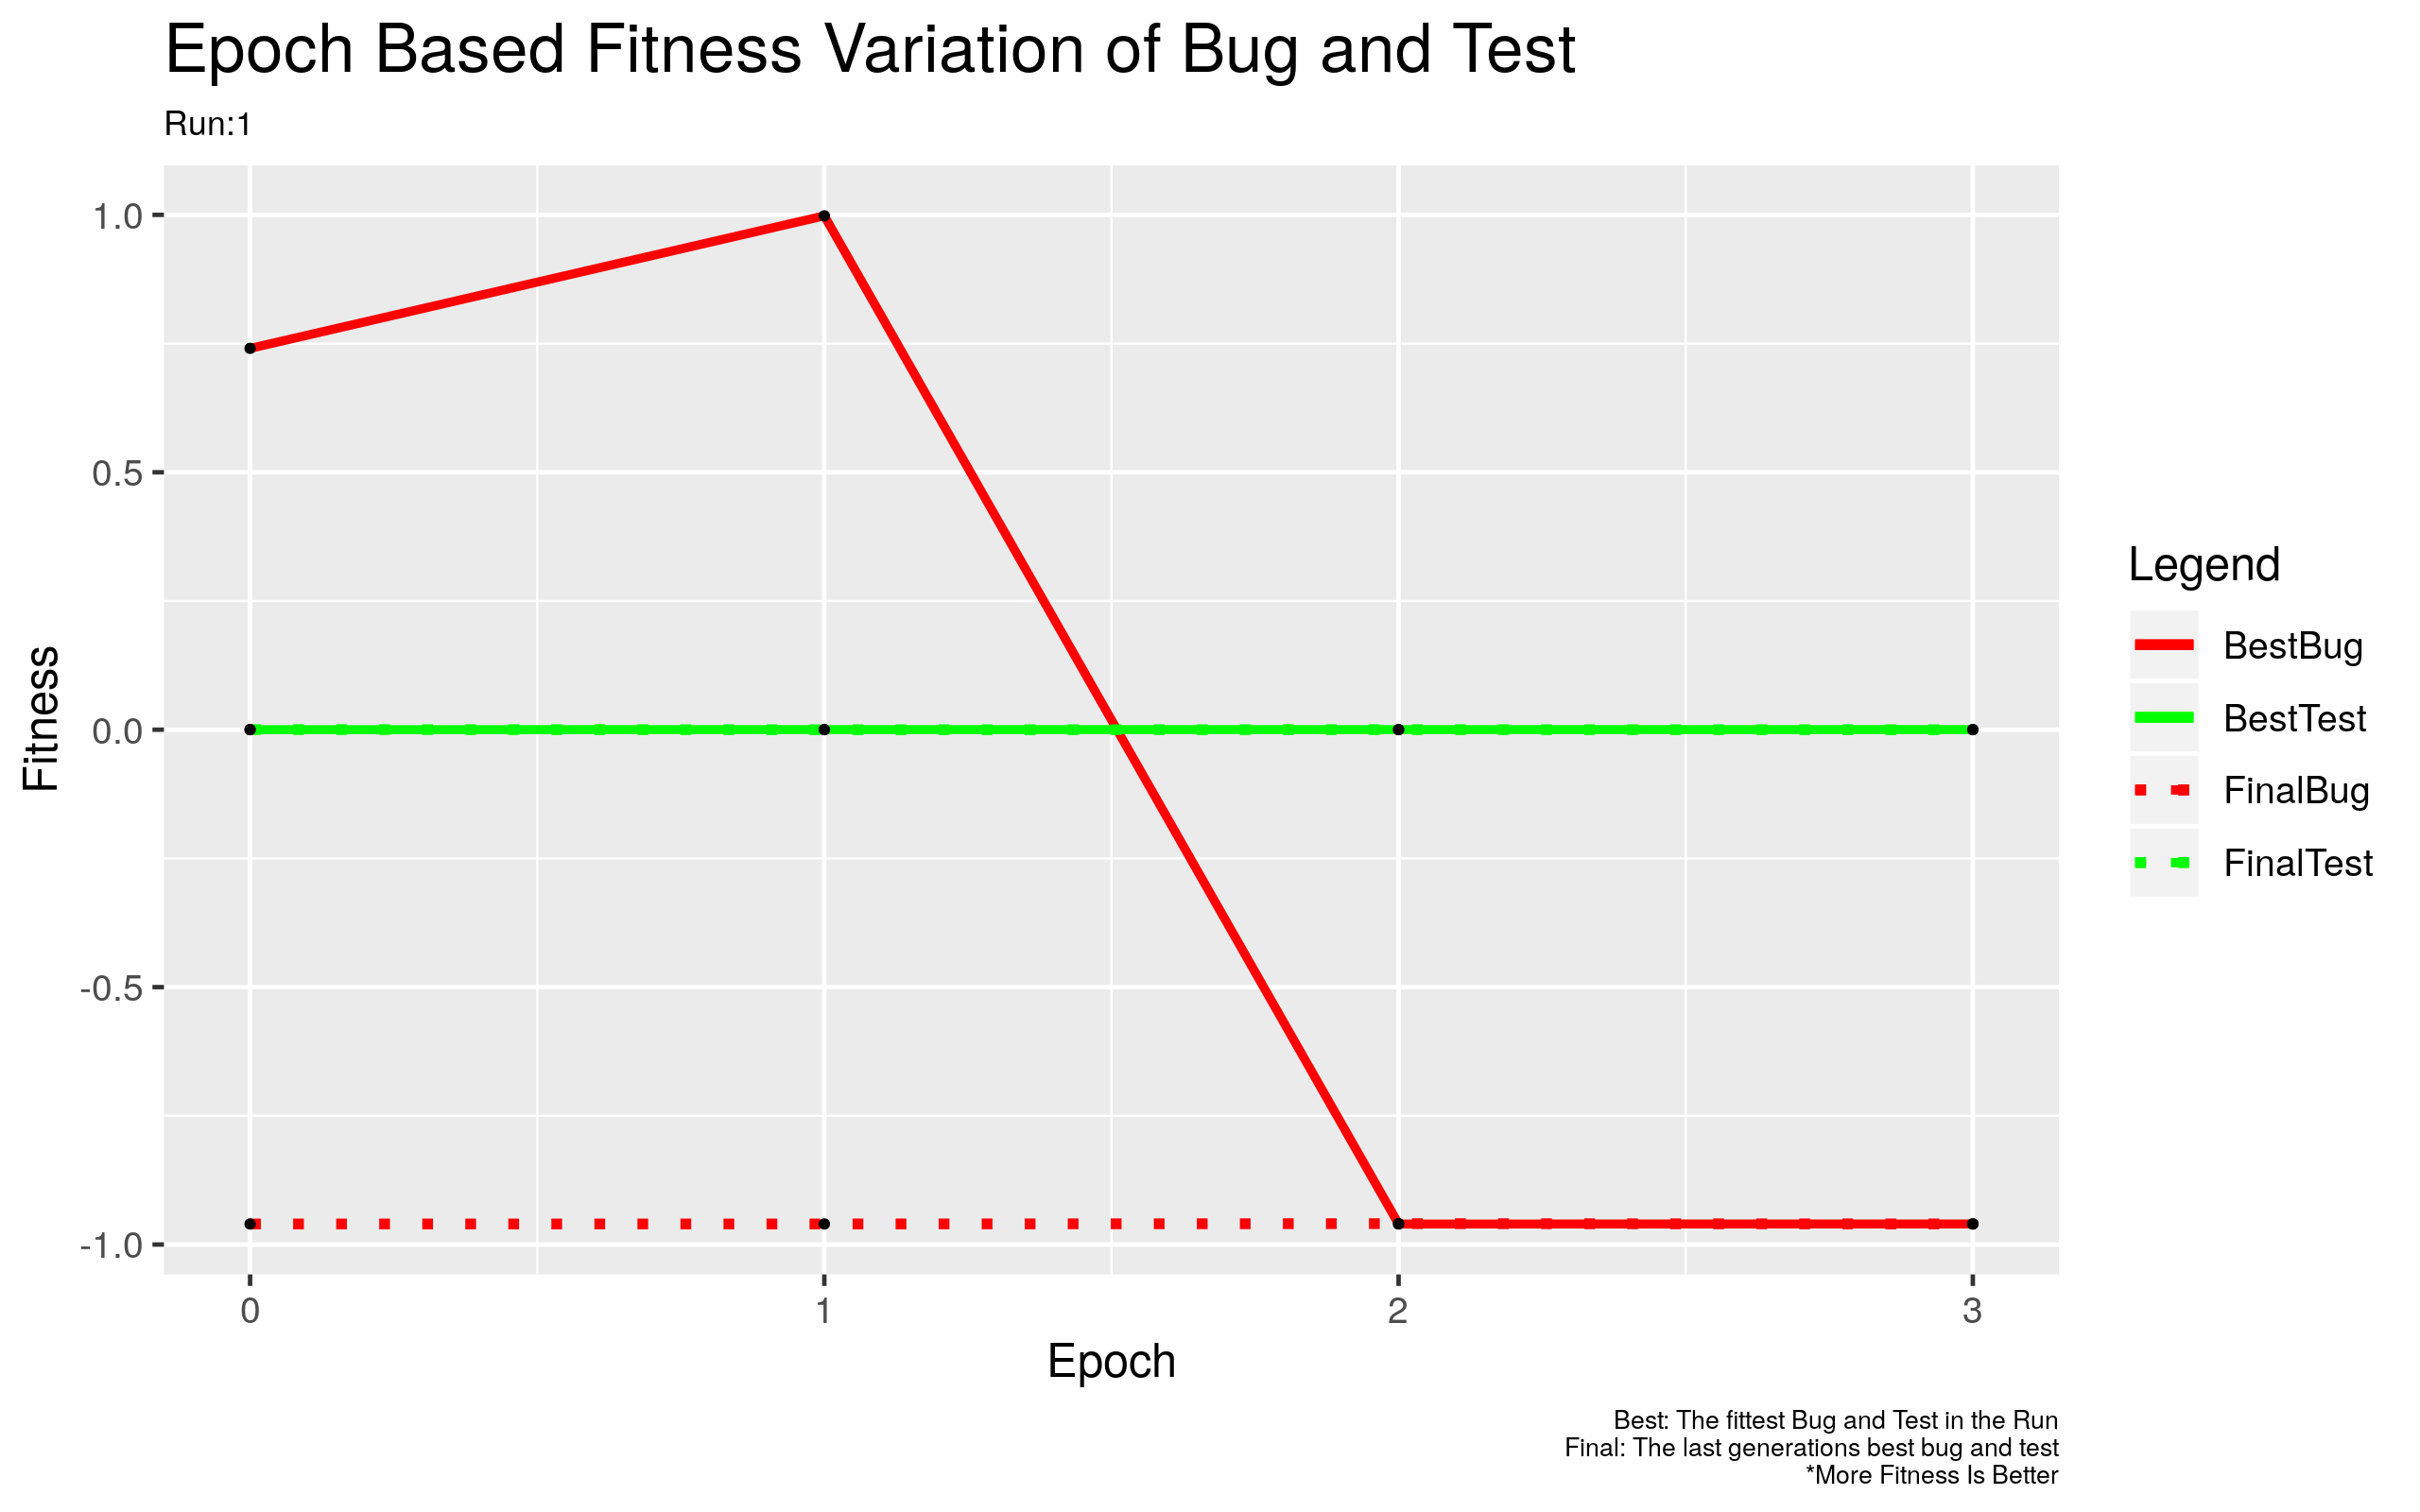 Epoch Based Fitness Variation of Bug and Test
Run:1
1.0
0.5
0.0
-0.5
-1.0
Fitness
0
1
2
3
Epoch
Legend
BestBug
BestTest
FinalBug
FinalTest
Best: The fittest Bug and Test in the Run
Final: The last generations best bug and test
*More Fitness Is Better